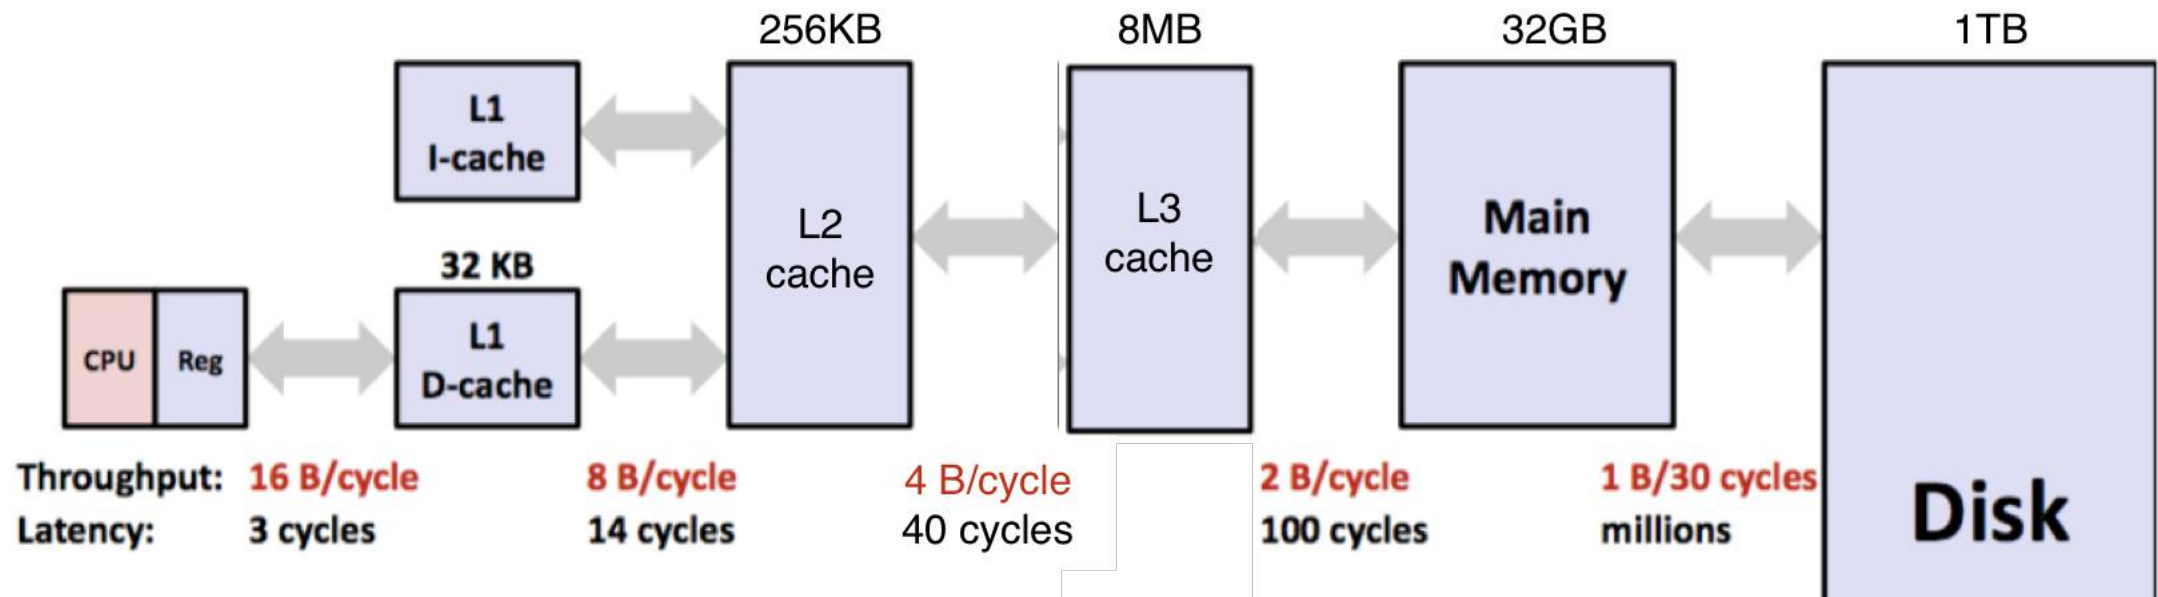 256KB
8MB
32GB
1TB
L1
I-cache
32 KB
L2
cache
L3
cache
Main
Memory
CPU
Reg
L1
D-cache
Throughput: 16 B/cycle 8 B/cycle 4 B/cycle 2 B/cycle 1 B/30 cycles
Latency: 3 cycles 14 cycles 40 cycles 100 cycles millions
Disk